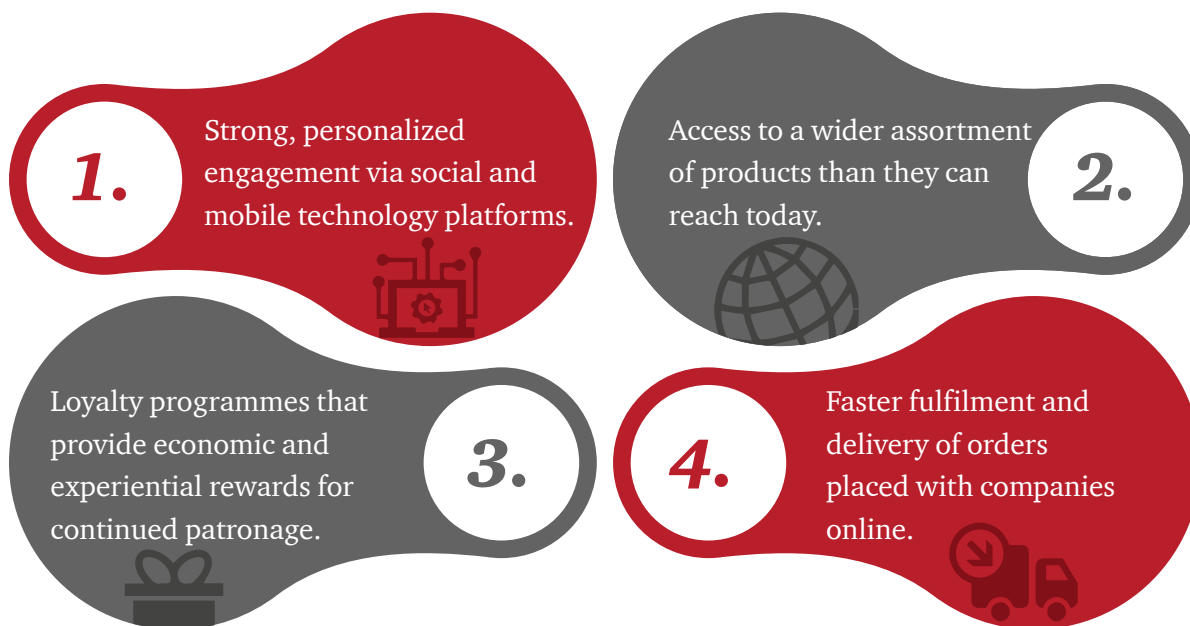 1.
Strong, personalized
engagement via social and
mobile technology platforms.
Access to a wider assortment
of products than they can
reach today.
2.
Loyalty programmes that
provide economic and
experiential rewards for
continued patronage.
3.
4.
Faster fulfilment and
delivery of orders
placed with companies
online.